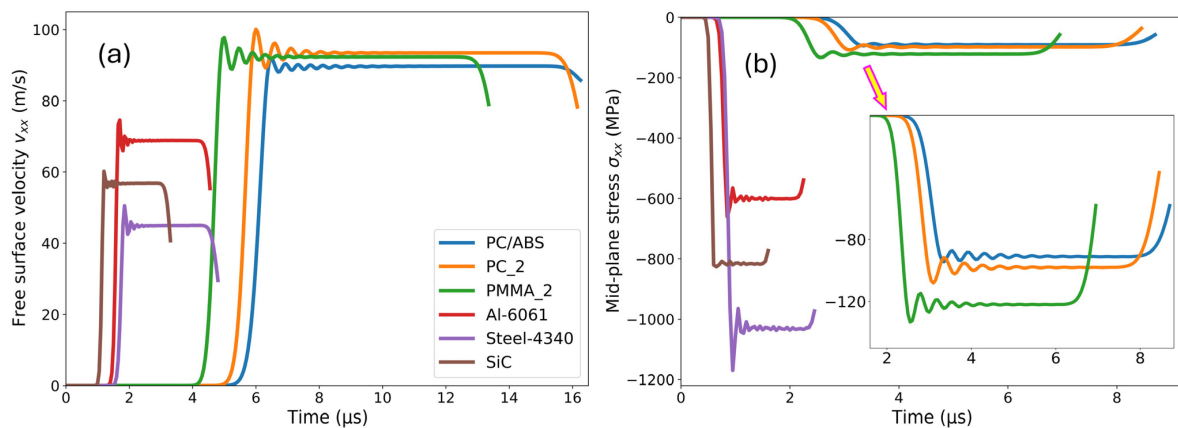 (a)
Free surface velocity vₓₓ (m/s)
100
80
60
40
20
0
0 2 4 6 8 10 12 14 16
Time (μs)
PC/ABS
PC_2
PMMA_2
Al-6061
Steel-4340
SiC
(b)
Mid-plane stress σₓₓ (MPa)
0
−200
−400
−600
−800
−1000
−1200
0 2 4 6 8
Time (μs)
−80
−120
2 4 6 8